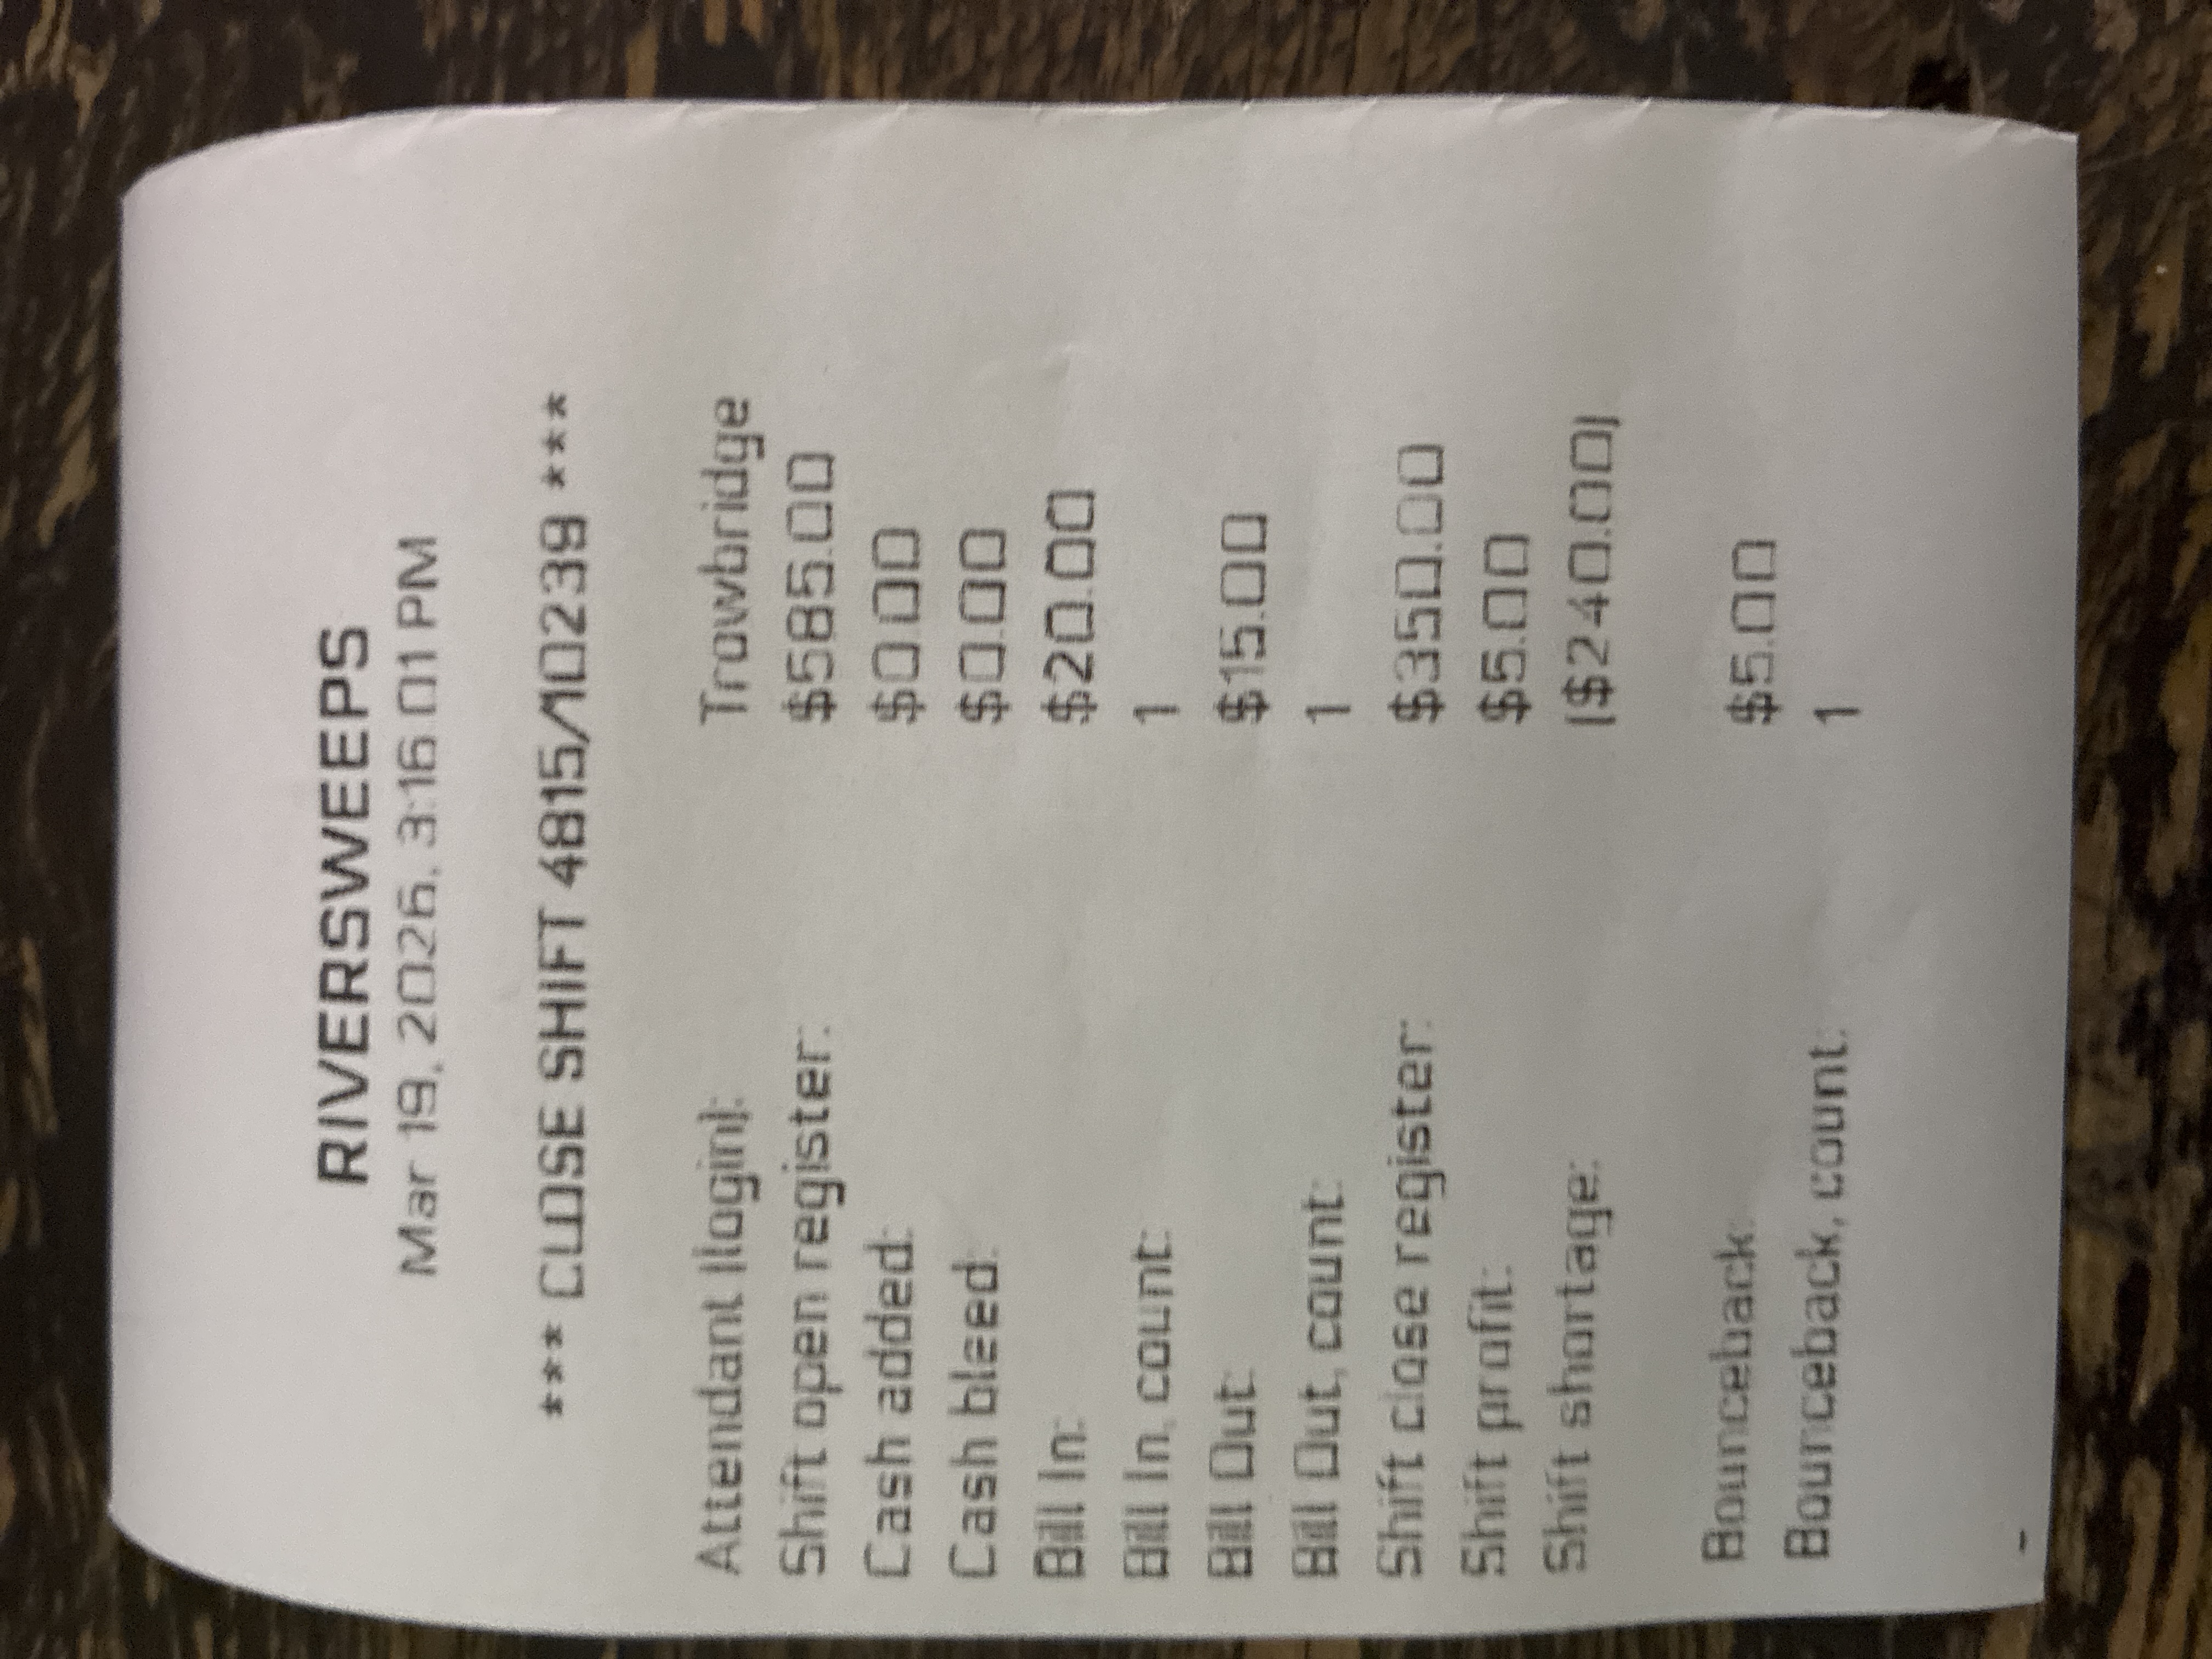 RIVERSWEEPS
Mar 19, 2026, 3:16:01 PM
*** CLOSE SHIFT 4815/10239 ***
Attendant (login): Trowbridge
Shift open register: $585.00
Cash added: $0.00
Cash bleed: $0.00
Bill In: $20.00
Bill In, count: 1
Bill Out: $15.00
Bill Out, count: 1
Shift close register: $350.00
Shift profit: $5.00
Shift shortage: ($240.00)
Bounceback: $5.00
Bounceback, count: 1
-